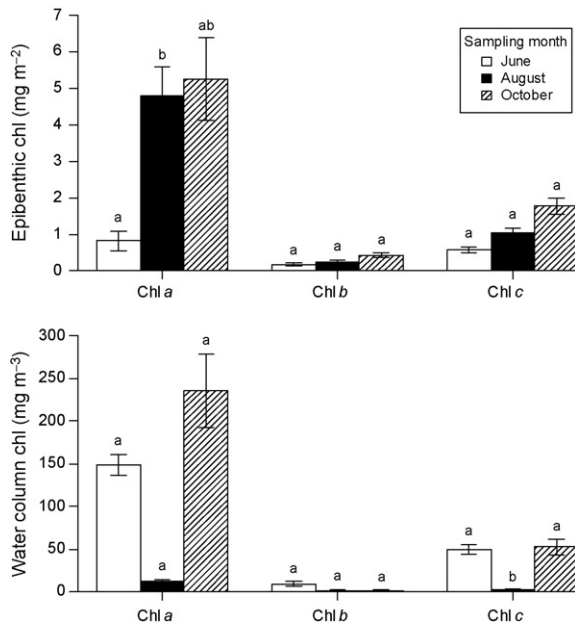 Epibenthic chl (mg m⁻²)
7
6
5
4
3
2
1
0
a
b
ab
a
a
a
a
a
a
Chl a
Chl b
Chl c
Sampling month
June
August
October
Water column chl (mg m⁻³)
300
250
200
150
100
50
0
a
a
a
a
a
a
a
b
a
Chl a
Chl b
Chl c